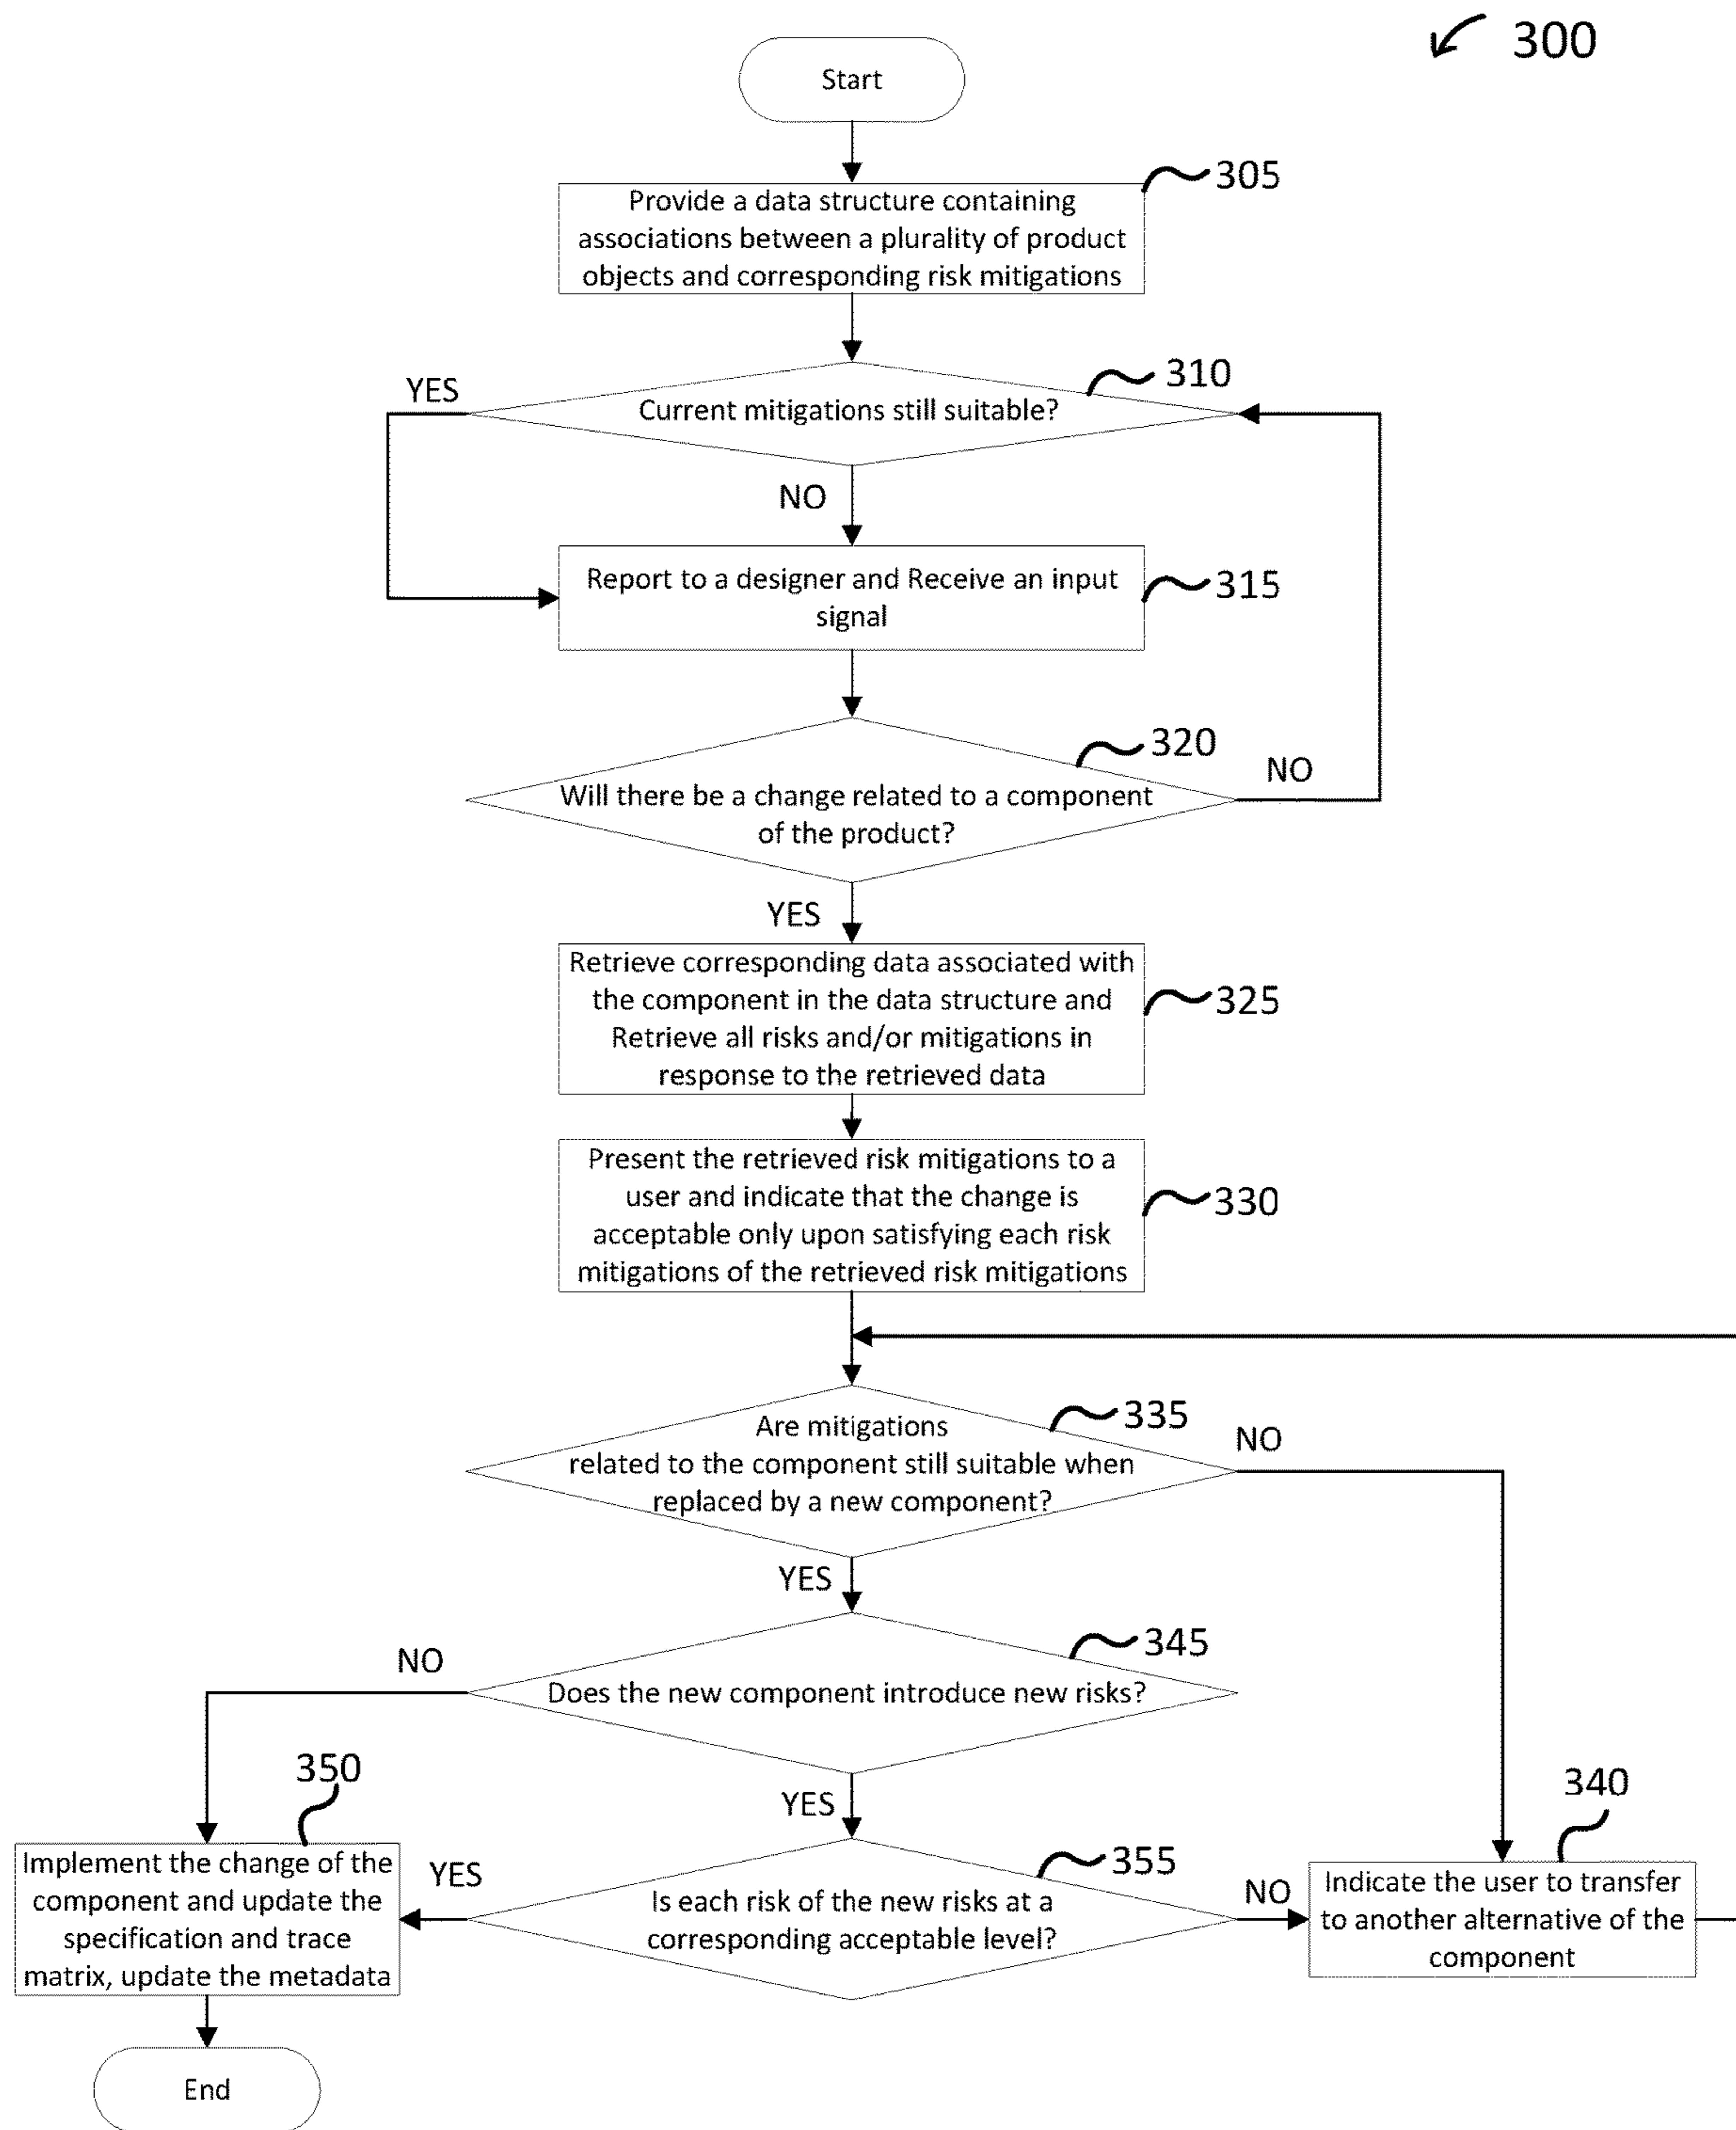 300
Start
305
Provide a data structure containing
associations between a plurality of product
objects and corresponding risk mitigations
310
YES
Current mitigations still suitable?
NO
Report to a designer and Receive an input
signal
315
320
NO
Will there be a change related to a component
of the product?
YES
Retrieve corresponding data associated with
the component in the data structure and
Retrieve all risks and/or mitigations in
response to the retrieved data
325
Present the retrieved risk mitigations to a
user and indicate that the change is
acceptable only upon satisfying each risk
mitigations of the retrieved risk mitigations
330
335
NO
Are mitigations
related to the component still suitable when
replaced by a new component?
YES
345
NO
Does the new component introduce new risks?
YES
350
Implement the change of the
component and update the
specification and trace
matrix, update the metadata
YES
355
Is each risk of the new risks at a
corresponding acceptable level?
NO
340
Indicate the user to transfer
to another alternative of the
component
End